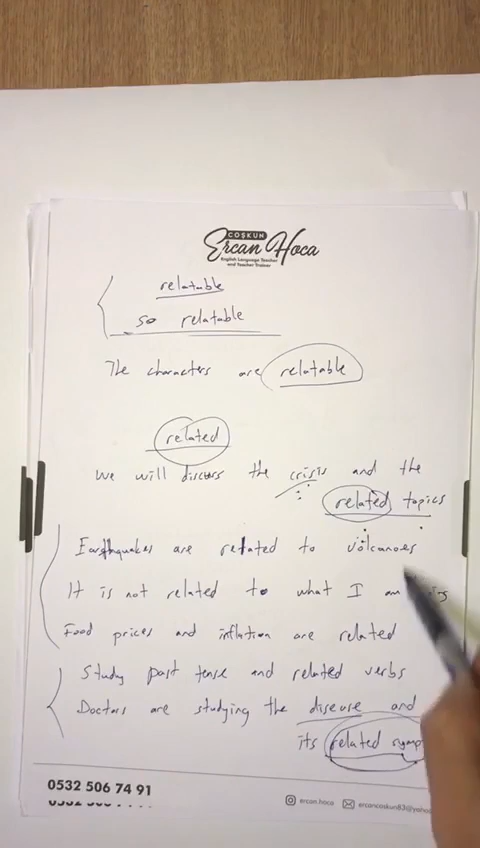 COŞKUN
Ercan Hoca
English Language Teacher
and Teacher Trainer
relatable
so relatable
The characters are relatable
related
We will discuss the crisis and the
related topics
Earthquakes are related to volcanoes
It is not related to what I am
Food prices and inflation are related
Study past tense and related verbs
Doctors are studying the disease and
its related symp
0532 506 74 91
ercan.hoca ercancoskun83@yahoo